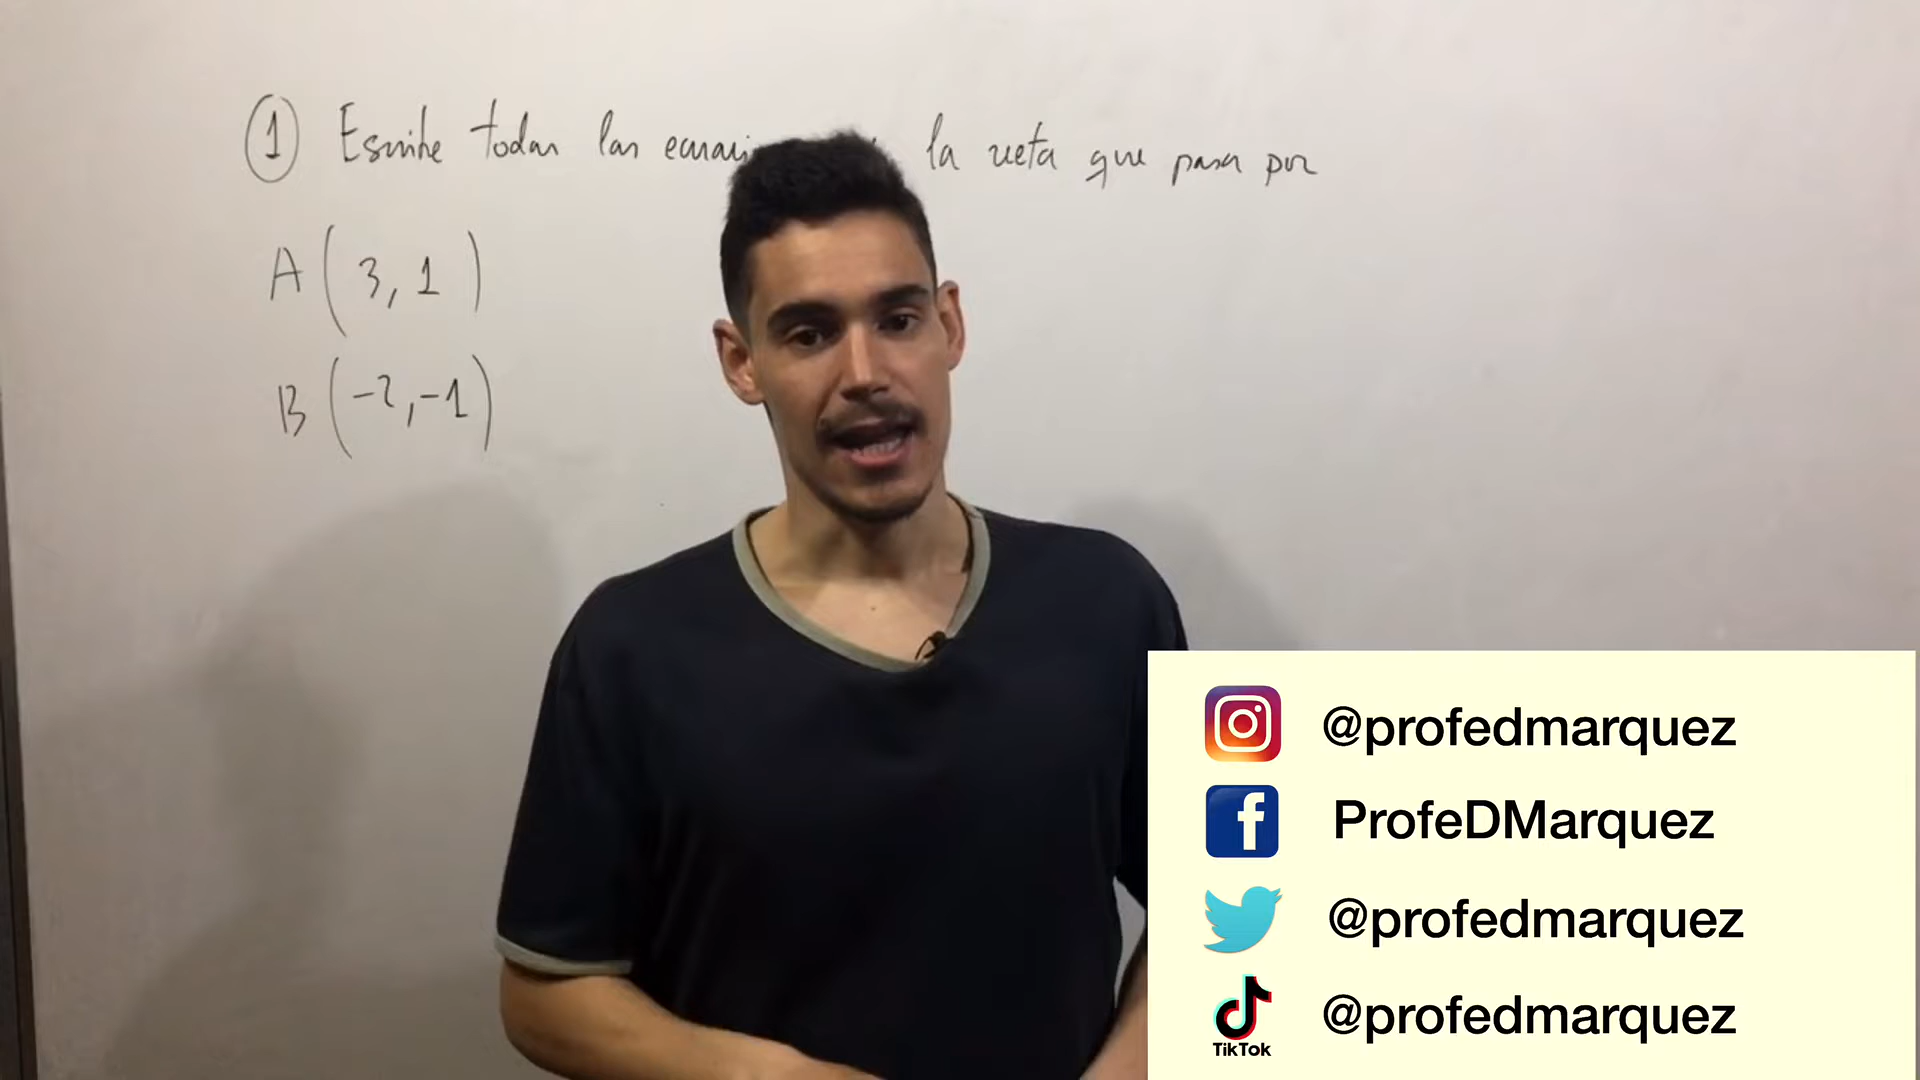 ① Escribe todas las ecuaci la recta que pasa por
A (3, 1)
B (-2, -1)
@profedmarquez
ProfeDMarquez
@profedmarquez
TikTok
@profedmarquez